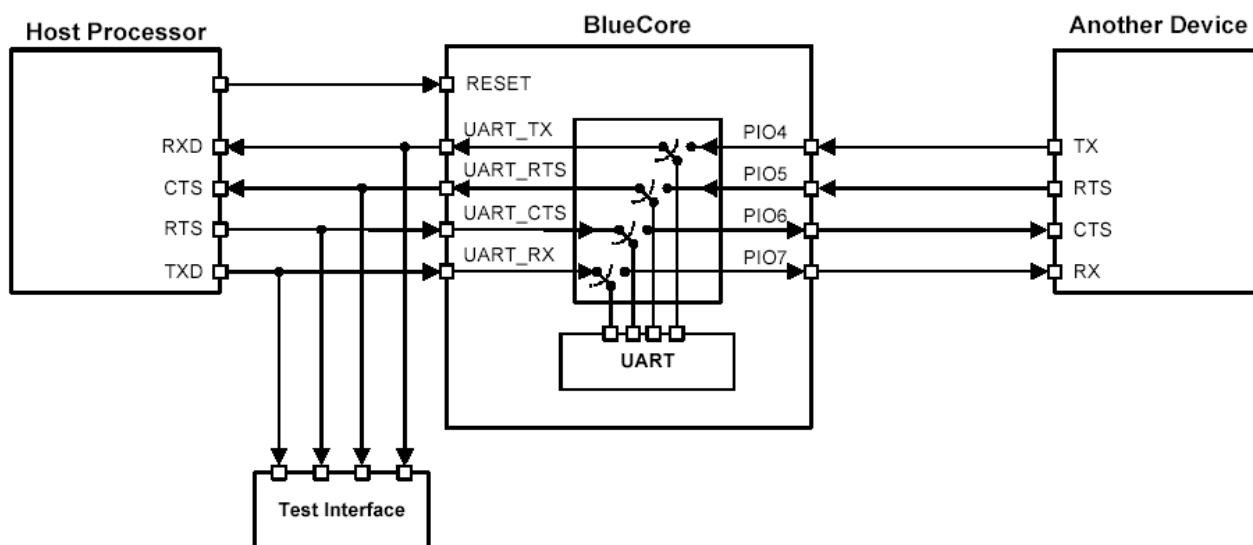 Host Processor
BlueCore
Another Device
RESET
RXD
UART_TX
PIO4
TX
CTS
UART_RTS
PIO5
RTS
RTS
UART_CTS
PIO6
CTS
TXD
UART_RX
PIO7
RX
UART
Test Interface